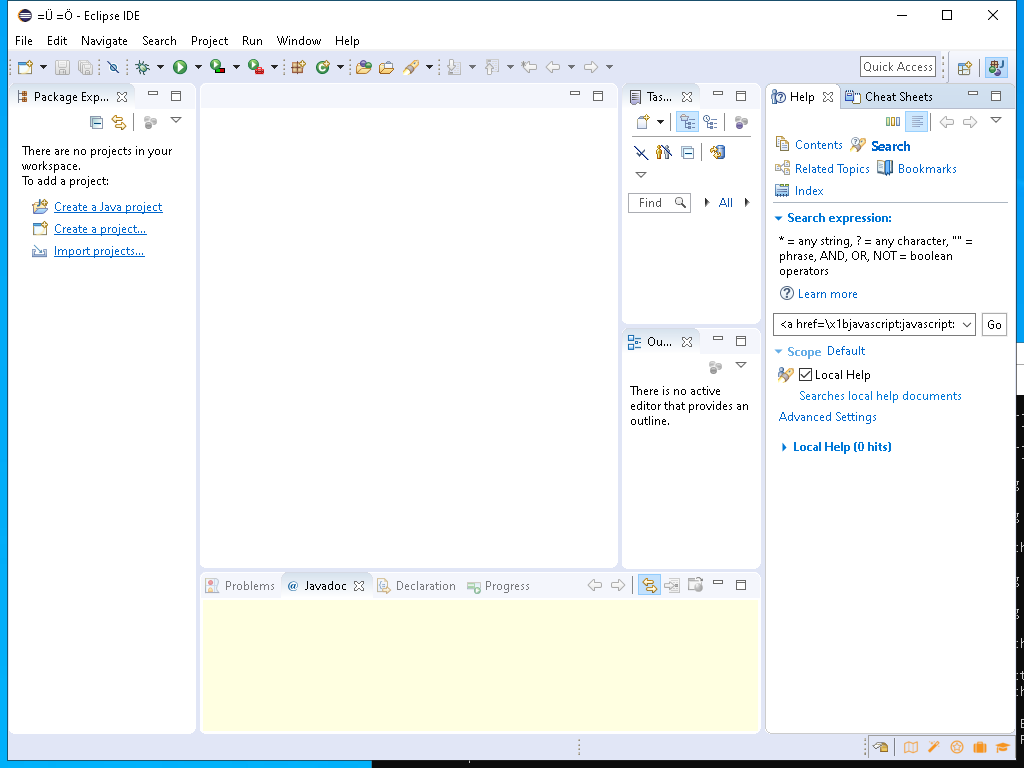 =Ü =Ö - Eclipse IDE
File Edit Navigate Search Project Run Window Help
Quick Access
Package Exp...
There are no projects in your
workspace.
To add a project:
Create a Java project
Create a project...
Import projects...
Tas...
Find
All
Ou...
There is no active
editor that provides an
outline.
Help
Cheat Sheets
Contents
Search
Related Topics
Bookmarks
Index
Search expression:
* = any string, ? = any character, "" =
phrase, AND, OR, NOT = boolean
operators
Learn more
<a href=\x1bjavascript:javascript:
Go
Scope Default
Local Help
Searches local help documents
Advanced Settings
Local Help (0 hits)
Problems
@ Javadoc
Declaration
Progress